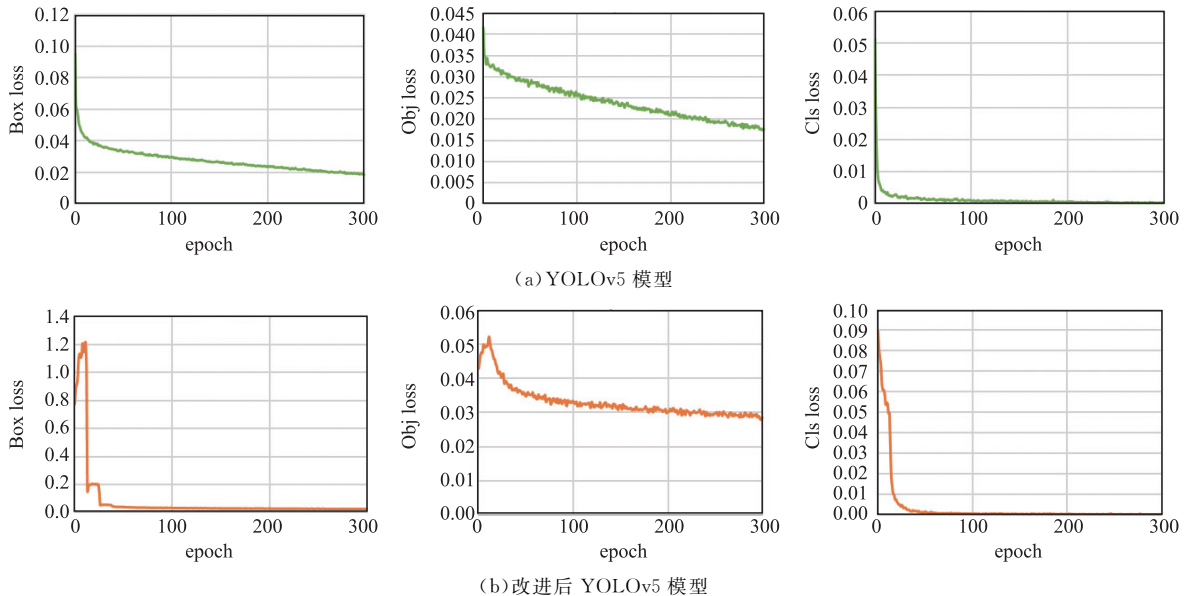 0.12
0.10
0.08
0.06
0.04
0.02
0
Box loss
0 100 200 300
epoch
0.045
0.040
0.035
0.030
0.025
0.020
0.015
0.010
0.005
0
Obj loss
0 100 200 300
epoch
0.06
0.05
0.04
0.03
0.02
0.01
0
Cls loss
0 100 200 300
epoch
(a)YOLOv5 模型
1.4
1.2
1.0
0.8
0.6
0.4
0.2
0.0
Box loss
0 100 200 300
epoch
0.06
0.05
0.04
0.03
0.02
0.01
0.00
Obj loss
0 100 200 300
epoch
0.10
0.09
0.08
0.07
0.06
0.05
0.04
0.03
0.02
0.01
0.00
Cls loss
0 100 200 300
epoch
(b)改进后 YOLOv5 模型